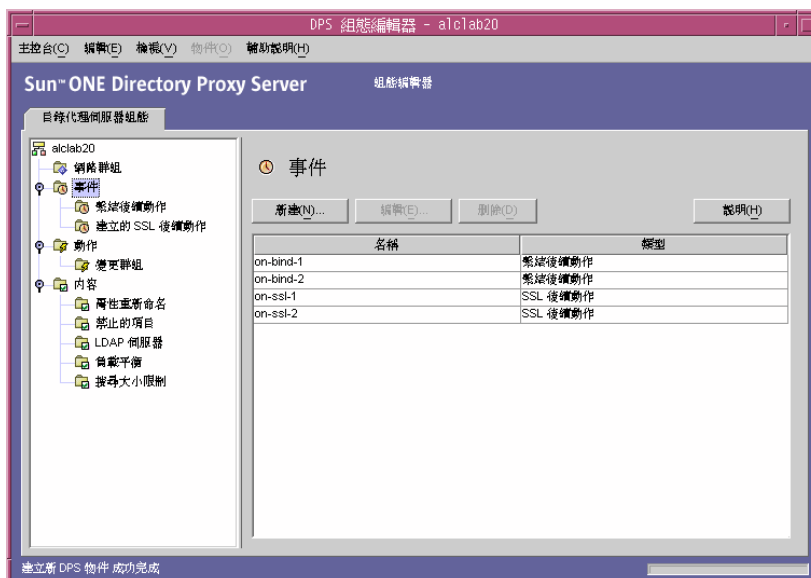 DPS 組態編輯器 - alclab20
主控台(C) 編輯(E) 檢視(V) 物件(O) 輔助說明(H)
Sun™ ONE Directory Proxy Server 組態編輯器
目錄代理伺服器組態
alclab20
網路群組
事件
繫結後續動作
建立的 SSL 後續動作
動作
變更群組
內容
屬性重新命名
禁止的項目
LDAP 伺服器
負載平衡
搜尋大小限制
事件
新建(N)... 編輯(E)... 刪除(D) 說明(H)
名稱 類型
on-bind-1 繫結後續動作
on-bind-2 繫結後續動作
on-ssl-1 SSL 後續動作
on-ssl-2 SSL 後續動作
建立新 DPS 物件 成功完成